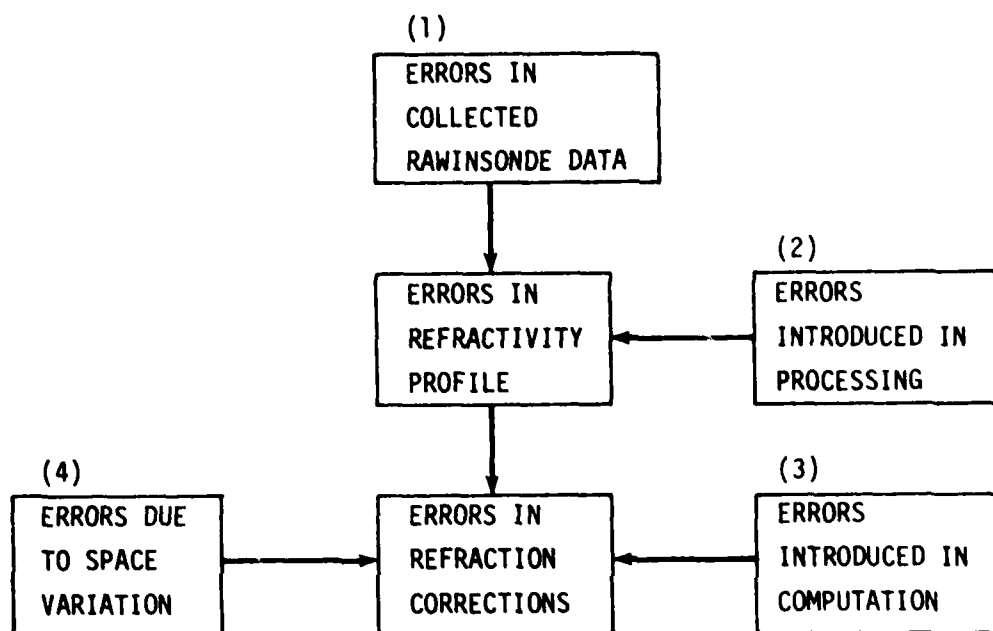 (1)
ERRORS IN
COLLECTED
RAWINSONDE DATA
(2)
ERRORS IN
REFRACTIVITY
PROFILE
ERRORS
INTRODUCED IN
PROCESSING
(4)
ERRORS DUE
TO SPACE
VARIATION
ERRORS IN
REFRACTION
CORRECTIONS
(3)
ERRORS
INTRODUCED IN
COMPUTATION